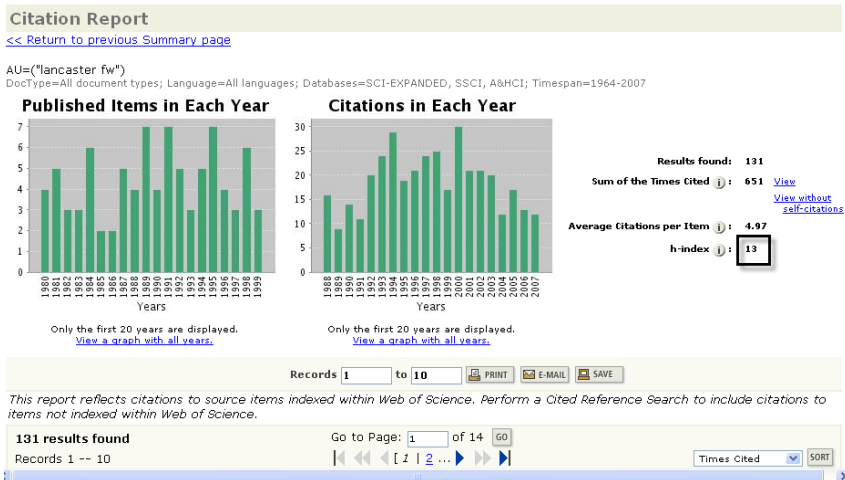 Citation Report
<< Return to previous Summary page
AU=("lancaster fw")
DocType=All document types; Language=All languages; Databases=SCI-EXPANDED, SSCI, A&HCI; Timespan=1964-2007
Published Items in Each Year
7
6
5
4
3
2
1
0
1980 1981 1982 1983 1984 1985 1986 1987 1988 1989 1990 1991 1992 1993 1994 1995 1996 1997 1998 1999
Years
Only the first 20 years are displayed.
View a graph with all years.
Citations in Each Year
30
25
20
15
10
5
0
1988 1989 1990 1991 1992 1993 1994 1995 1996 1997 1998 1999 2000 2001 2002 2003 2004 2005 2006 2007
Years
Only the first 20 years are displayed.
View a graph with all years.
Results found: 131
Sum of the Times Cited i : 651 View
View without
self-citations
Average Citations per Item i : 4.97
h-index i : 13
Records 1 to 10 PRINT E-MAIL SAVE
This report reflects citations to source items indexed within Web of Science. Perform a Cited Reference Search to include citations to
items not indexed within Web of Science.
131 results found
Go to Page: 1 of 14 GO
Records 1 -- 10
[ 1 | 2 ...
Times Cited SORT